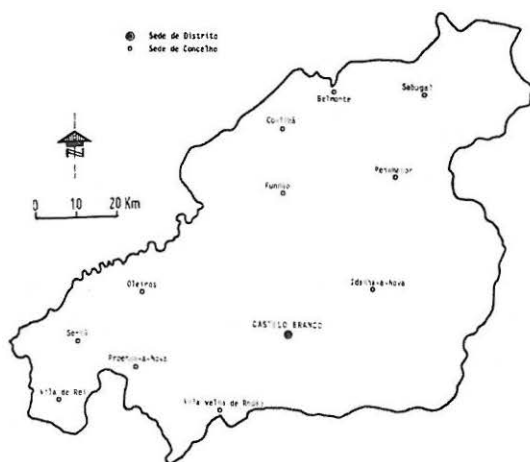 Sede de Distrito
Sede de Concelho
Belmonte
Sabugal
Covilhã
Penamacor
Fundão
0 10 20 Km
Oleiros
Idanha-a-Nova
CASTELO BRANCO
Sertã
Proença-a-Nova
Vila de Rei
Vila Velha de Ródão